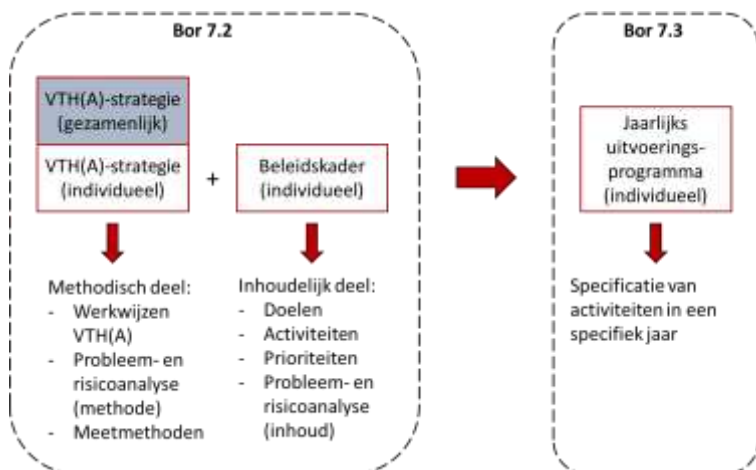 Bor 7.2
VTH(A)-strategie
(gezamenlijk)
VTH(A)-strategie
(individueel)
+
Beleidskader
(individueel)
Methodisch deel:
- Werkwijzen
VTH(A)
- Probleem- en
risicoanalyse
(methode)
- Meetmethoden
Inhoudelijk deel:
- Doelen
- Activiteiten
- Prioriteiten
- Probleem- en
risicoanalyse
(inhoud)
Bor 7.3
Jaarlijks
uitvoerings-
programma
(individueel)
Specificatie van
activiteiten in een
specifiek jaar